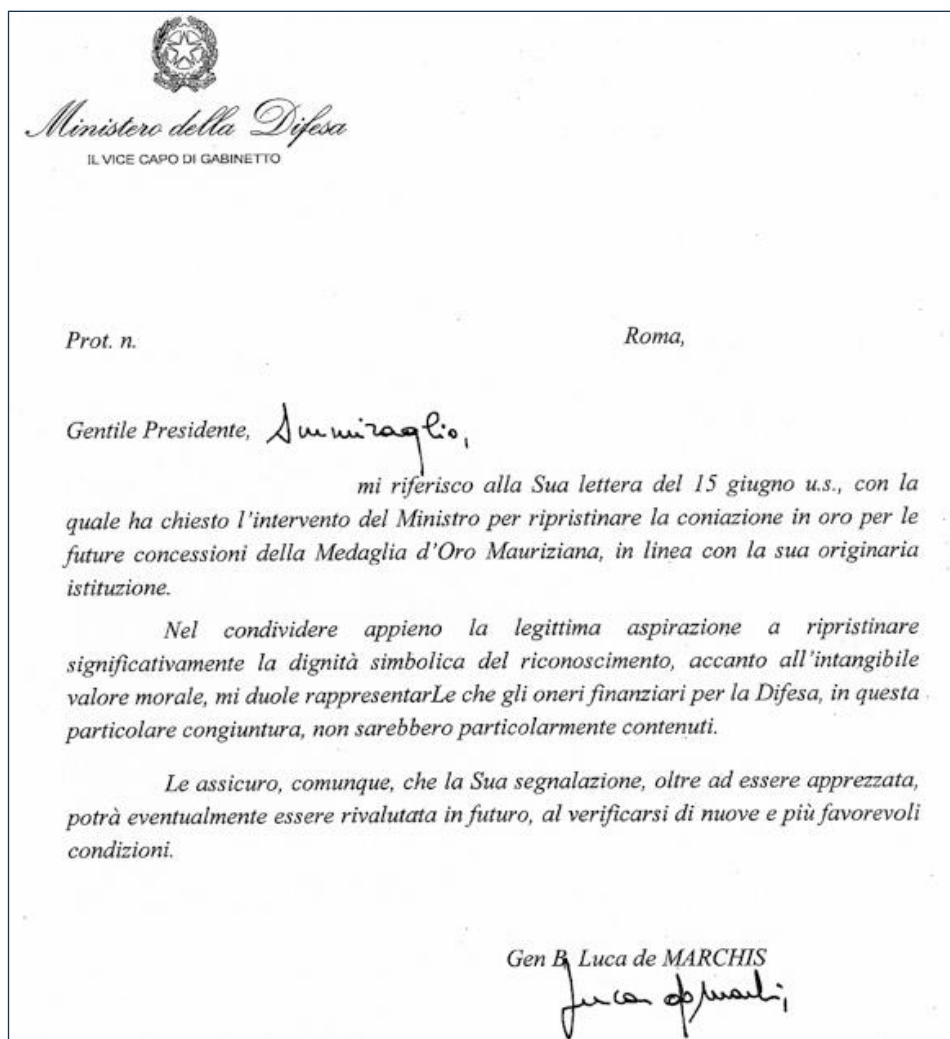 Ministero della Difesa
IL VICE CAPO DI GABINETTO
Prot. n. Roma,
Gentile Presidente, Ammiraglio,
mi riferisco alla Sua lettera del 15 giugno u.s., con la
quale ha chiesto l'intervento del Ministro per ripristinare la coniazione in oro per le
future concessioni della Medaglia d'Oro Mauriziana, in linea con la sua originaria
istituzione.
Nel condividere appieno la legittima aspirazione a ripristinare
significativamente la dignità simbolica del riconoscimento, accanto all'intangibile
valore morale, mi duole rappresentarLe che gli oneri finanziari per la Difesa, in questa
particolare congiuntura, non sarebbero particolarmente contenuti.
Le assicuro, comunque, che la Sua segnalazione, oltre ad essere apprezzata,
potrà eventualmente essere rivalutata in futuro, al verificarsi di nuove e più favorevoli
condizioni.
Gen B. Luca de MARCHIS